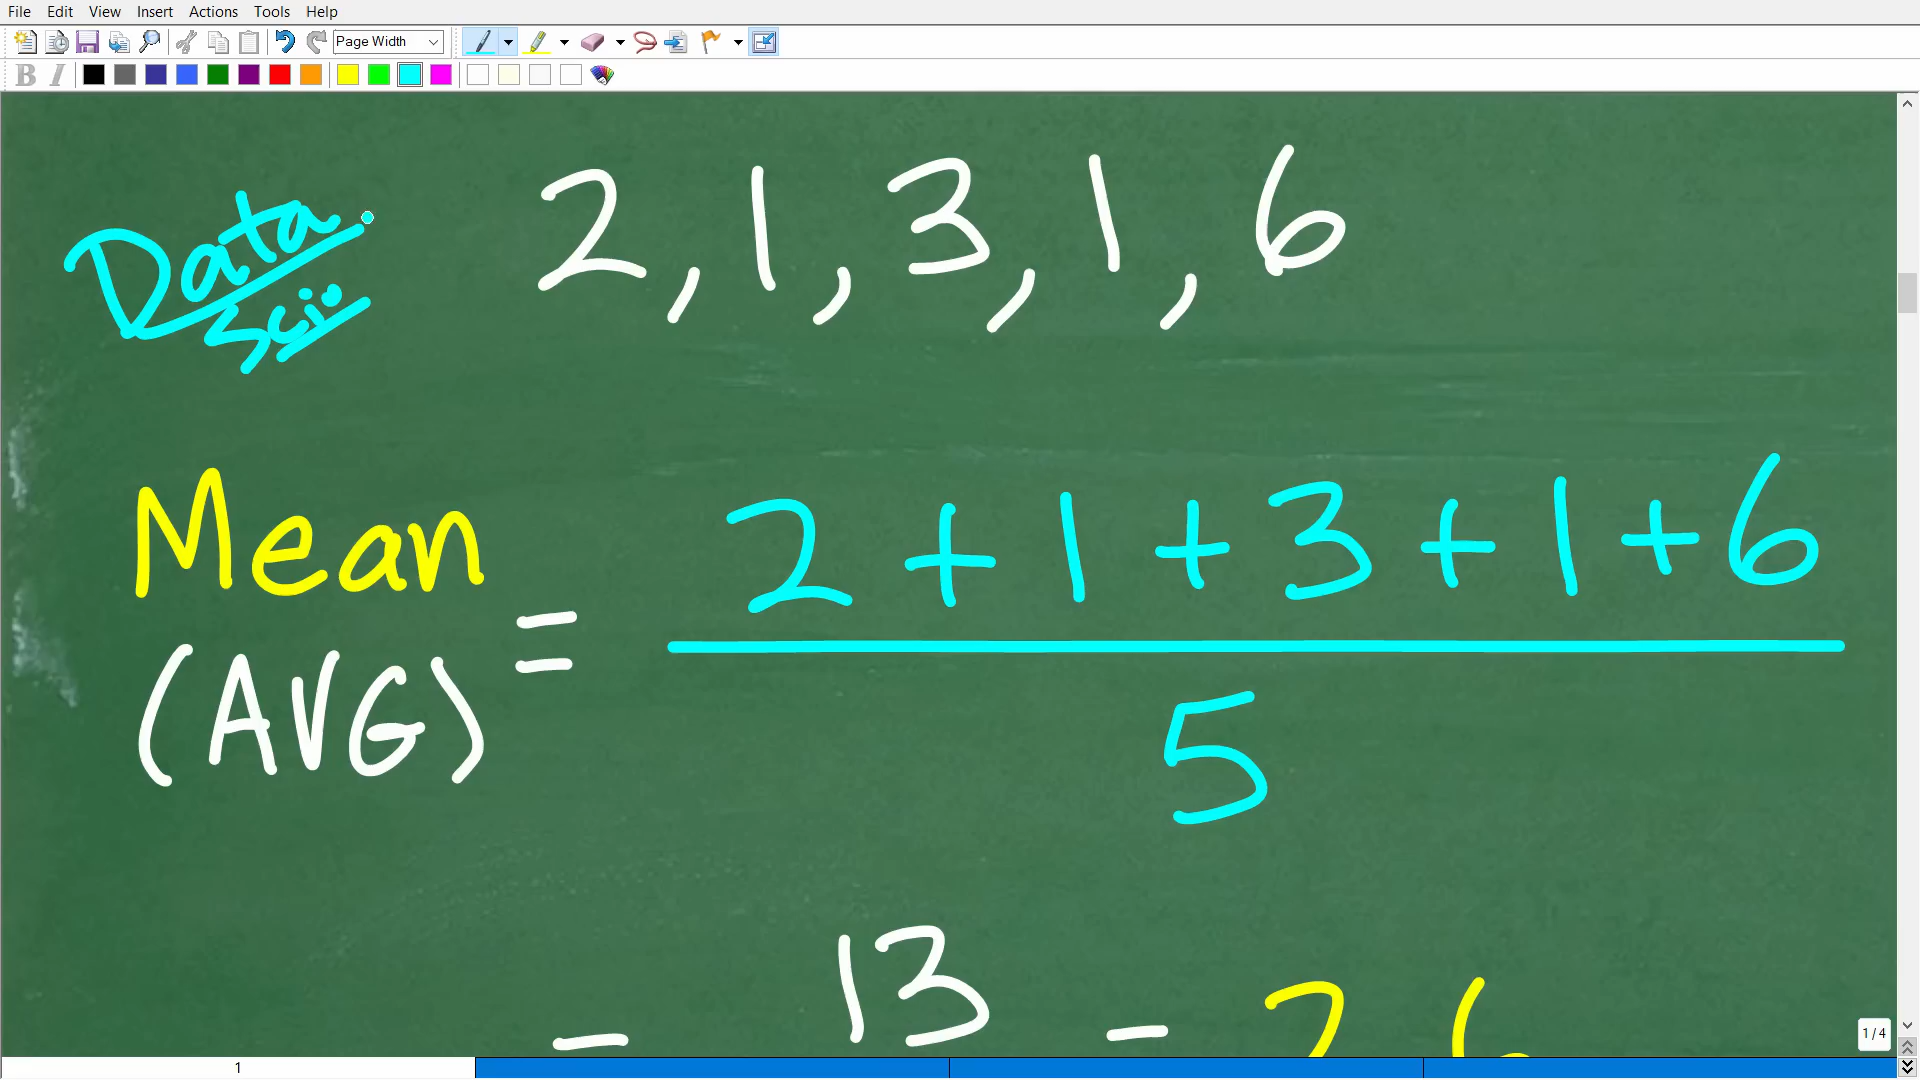 File Edit View Insert Actions Tools Help
Page Width
B I
Data
Sci.
2, 1, 3, 1, 6
Mean
(AVG)
=
2 + 1 + 3 + 1 + 6
5
13
1 / 4
1